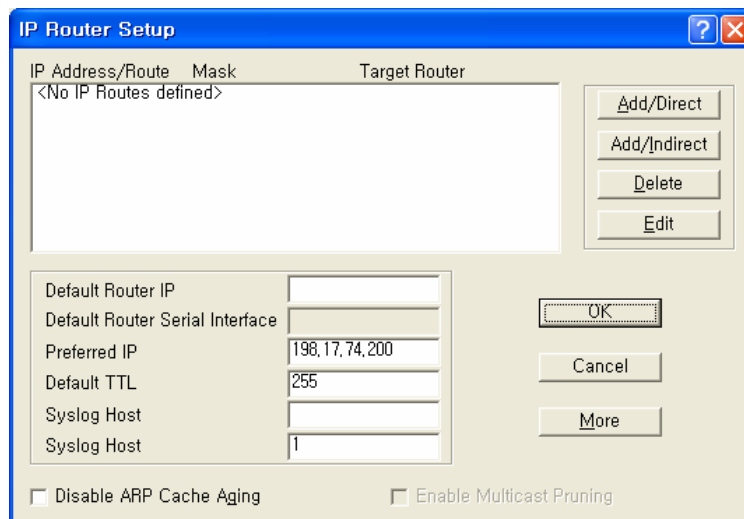 IP Router Setup
IP Address/Route Mask Target Router
<No IP Routes defined>
Add/Direct
Add/Indirect
Delete
Edit
Default Router IP
Default Router Serial Interface
Preferred IP 198,17,74,200
Default TTL 255
Syslog Host
Syslog Host 1
OK
Cancel
More
Disable ARP Cache Aging Enable Multicast Pruning